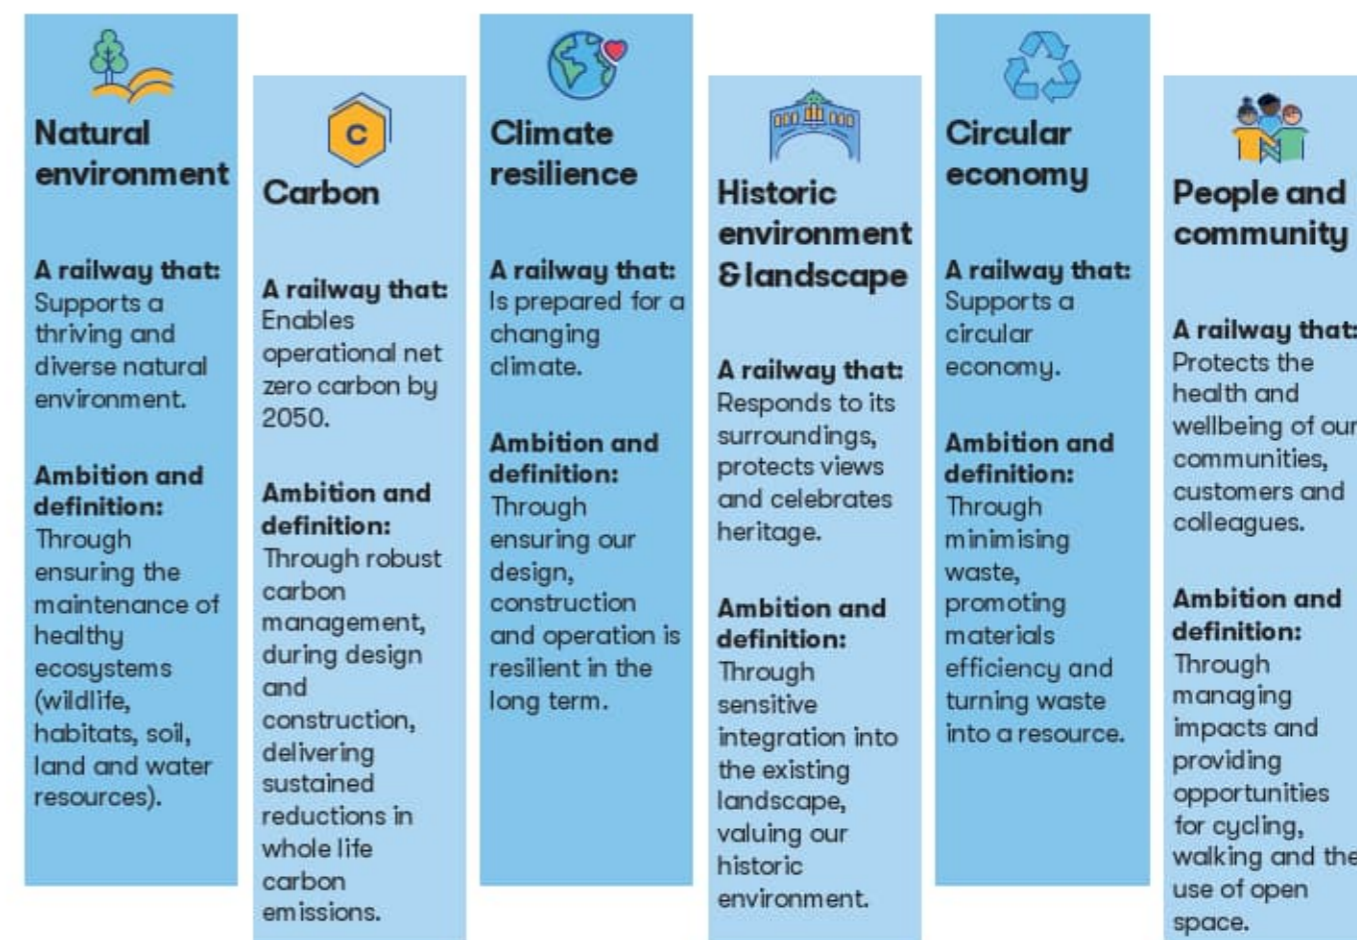 Natural
environment
A railway that:
Supports a
thriving and
diverse natural
environment.
Ambition and
definition:
Through
ensuring the
maintenance of
healthy
ecosystems
(wildlife,
habitats, soil,
land and water
resources).
C
Carbon
A railway that:
Enables
operational net
zero carbon by
2050.
Ambition and
definition:
Through robust
carbon
management,
during design
and
construction,
delivering
sustained
reductions in
whole life
carbon
emissions.
Climate
resilience
A railway that:
Is prepared for a
changing
climate.
Ambition and
definition:
Through
ensuring our
design,
construction
and operation is
resilient in the
long term.
Historic
environment
& landscape
A railway that:
Responds to its
surroundings,
protects views
and celebrates
heritage.
Ambition and
definition:
Through
sensitive
integration into
the existing
landscape,
valuing our
historic
environment.
Circular
economy
A railway that:
Supports a
circular
economy.
Ambition and
definition:
Through
minimising
waste,
promoting
materials
efficiency and
turning waste
into a resource.
People and
community
A railway that:
Protects the
health and
wellbeing of our
communities,
customers and
colleagues.
Ambition and
definition:
Through
managing
impacts and
providing
opportunities
for cycling,
walking and the
use of open
space.